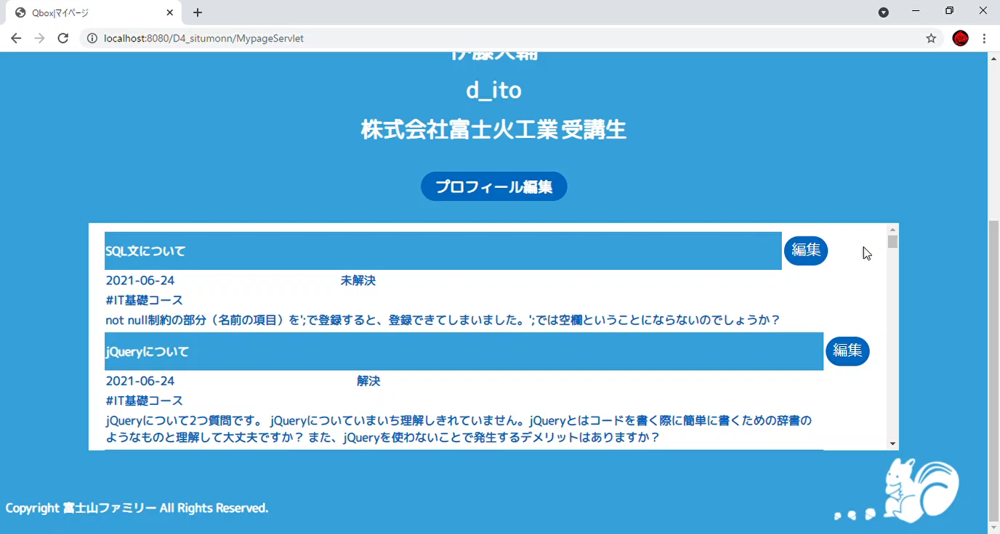 Qbox|マイページ
localhost:8080/D4_situmonn/MypageServlet
伊藤大輔
d_ito
株式会社富士火工業 受講生
プロフィール編集
SQL文について
編集
2021-06-24 未解決
#IT基礎コース
not null制約の部分（名前の項目）を';で登録すると、登録できてしまいました。';では空欄ということにならないのでしょうか？
jQueryについて
編集
2021-06-24 解決
#IT基礎コース
jQueryについて2つ質問です。 jQueryについていまいち理解しきれていません。jQueryとはコードを書く際に簡単に書くための辞書の
ようなものと理解して大丈夫ですか？ また、jQueryを使わないことで発生するデメリットはありますか？
Copyright 富士山ファミリー All Rights Reserved.